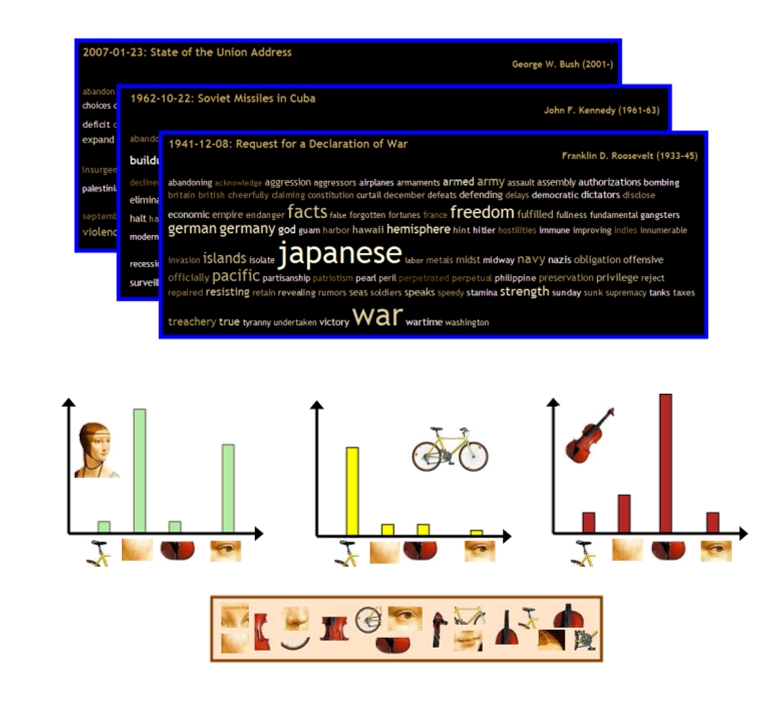 2007-01-23: State of the Union Address
George W. Bush (2001-)
abandon
choices
deficit
expand
insurgen
palestini
septemb
violenc
1962-10-22: Soviet Missiles in Cuba
John F. Kennedy (1961-63)
abando
buildu
declined
elimina
halt ha
modern
recessio
surveil
1941-12-08: Request for a Declaration of War
Franklin D. Roosevelt (1933-45)
abandoning acknowledge aggression aggressors airplanes armaments armed army assault assembly authorizations bombing
britain british cheerfully claiming constitution curtail december defeats defending delays democratic dictators disclose
economic empire endanger facts false forgotten fortunes france freedom fulfilled fullness fundamental gangsters
german germany god guam harbor hawaii hemisphere hint hitler hostilities immune improving indies innumerable
invasion islands isolate japanese labor metals midst midway navy nazis obligation offensive
officially pacific partisanship patriotism pearl peril perpetrated perpetual philippine preservation privilege reject
repaired resisting retain revealing rumors seas soldiers speaks speedy stamina strength sunday sunk supremacy tanks taxes
treachery true tyranny undertaken victory war wartime washington